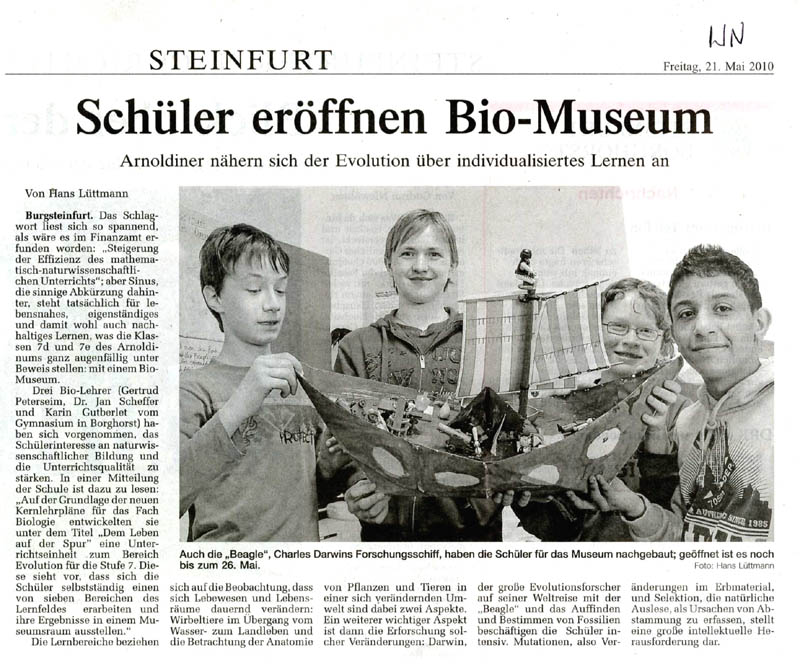 WN
STEINFURT
Freitag, 21. Mai 2010
Schüler eröffnen Bio-Museum
Arnoldiner nähern sich der Evolution über individualisiertes Lernen an
Von Hans Lüttmann
Burgsteinfurt. Das Schlag-
wort liest sich so spannend,
als wäre es im Finanzamt er-
funden worden: „Steigerung
der Effizienz des mathema-
tisch-naturwissenschaftli-
chen Unterrichts“; aber Sinus,
die sinnige Abkürzung dahin-
ter, steht tatsächlich für le-
bensnahes, eigenständiges
und damit wohl auch nach-
haltiges Lernen, was die Klas-
sen 7d und 7e des Arnoldi-
nums ganz augenfällig unter
Beweis stellen: mit einem Bio-
Museum.
Drei Bio-Lehrer (Gertrud
Peterseim, Dr. Jan Scheffer
und Karin Gutberlet vom
Gymnasium in Borghorst) ha-
ben sich vorgenommen, das
Schülerinteresse an naturwis-
senschaftlicher Bildung und
die Unterrichtsqualität zu
stärken. In einer Mitteilung
der Schule ist dazu zu lesen:
„Auf der Grundlage der neuen
Kernlehrpläne für das Fach
Biologie entwickelten sie
unter dem Titel „Dem Leben
auf der Spur“ eine Unter-
richtseinheit zum Bereich
Evolution für die Stufe 7. Die-
se sieht vor, dass sich die
Schüler selbstständig einen
von sieben Bereichen des
Lernfeldes erarbeiten und
ihre Ergebnisse in einem Mu-
seumsraum ausstellen.“
Die Lernbereiche beziehen
Auch die „Beagle“, Charles Darwins Forschungsschiff, haben die Schüler für das Museum nachgebaut; geöffnet ist es noch
bis zum 26. Mai.
Foto: Hans Lüttmann
sich auf die Beobachtung, dass
sich Lebewesen und Lebens-
räume dauernd verändern:
Wirbeltiere im Übergang vom
Wasser- zum Landleben und
die Betrachtung der Anatomie
von Pflanzen und Tieren in
einer sich verändernden Um-
welt sind dabei zwei Aspekte.
Ein weiterer wichtiger Aspekt
ist dann die Erforschung sol-
cher Veränderungen: Darwin,
der große Evolutionsforscher
auf seiner Weltreise mit der
„Beagle“ und das Auffinden
und Bestimmen von Fossilien
beschäftigen die Schüler in-
tensiv. Mutationen, also Ver-
änderungen im Erbmaterial,
und Selektion, die natürliche
Auslese, als Ursachen von Ab-
stammung zu erfassen, stellt
eine große intellektuelle He-
rausforderung dar.